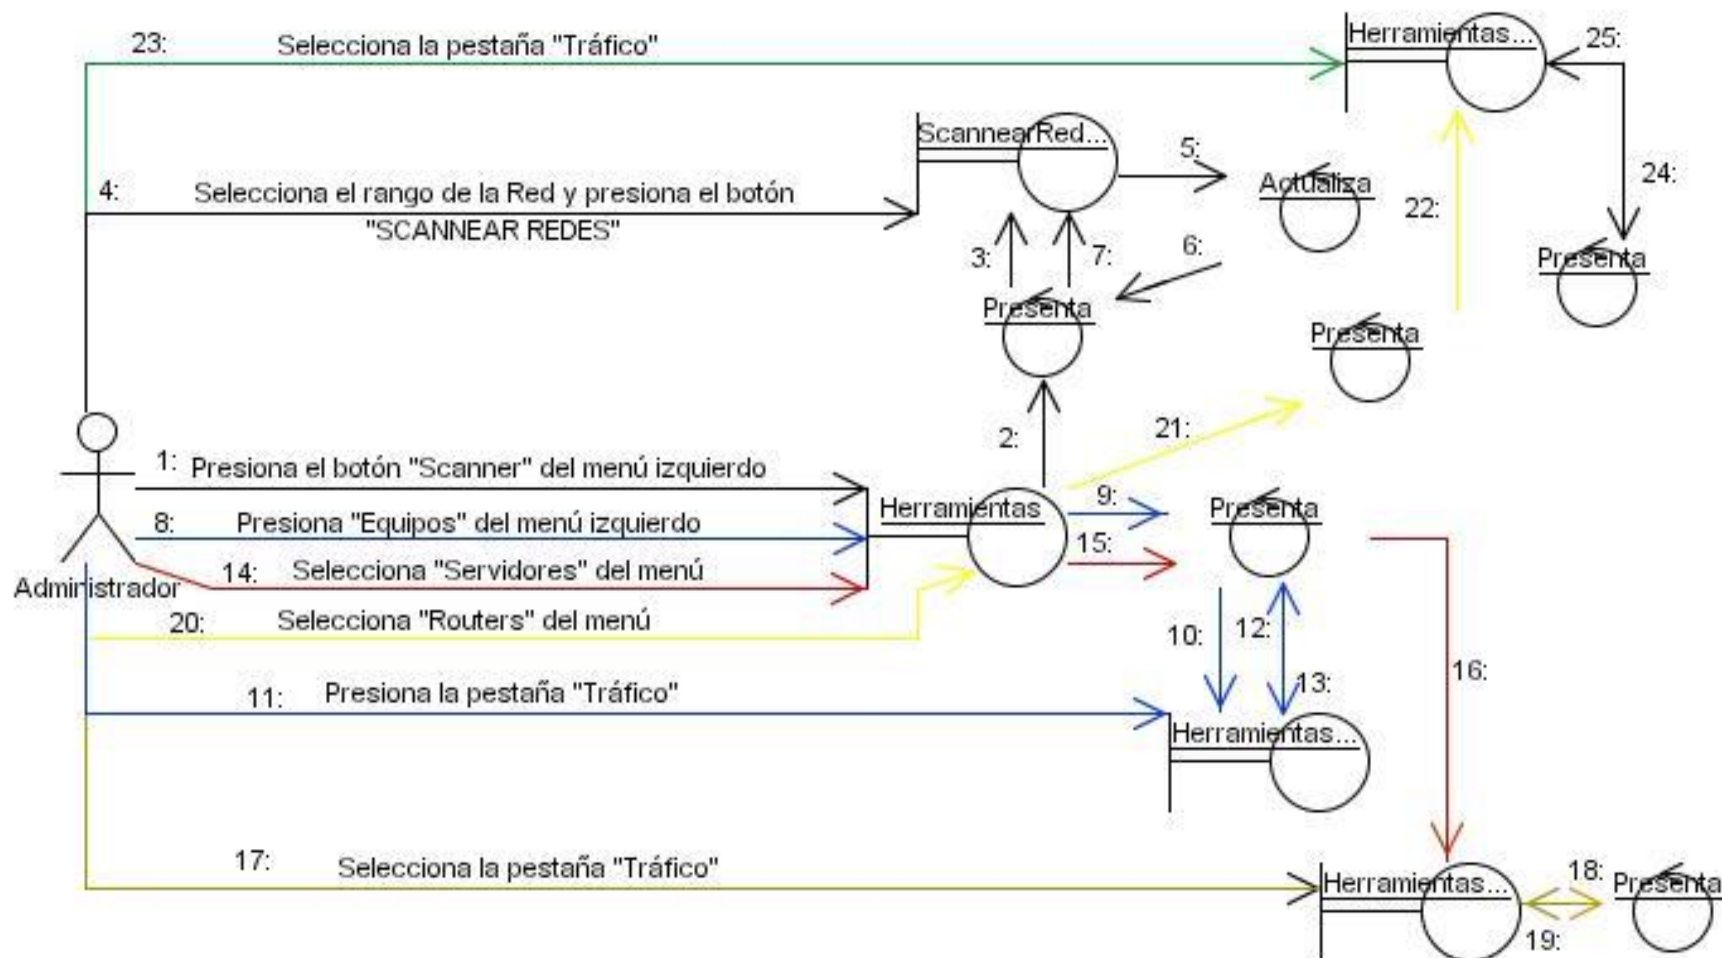 23: Selecciona la pestaña "Tráfico"
Herramientas...
25:
ScannearRed...
5:
4: Selecciona el rango de la Red y presiona el botón
"SCANNEAR REDES"
Actualiza
24:
22:
3:
7:
6:
Presenta
Presenta
Presenta
2:
21:
1: Presiona el botón "Scanner" del menú izquierdo
Herramientas
9:
Presenta
8: Presiona "Equipos" del menú izquierdo
15:
14: Selecciona "Servidores" del menú
Administrador
20: Selecciona "Routers" del menú
10:
12:
16:
11: Presiona la pestaña "Tráfico"
13:
Herramientas...
17: Selecciona la pestaña "Tráfico"
Herramientas...
18:
Presenta
19: